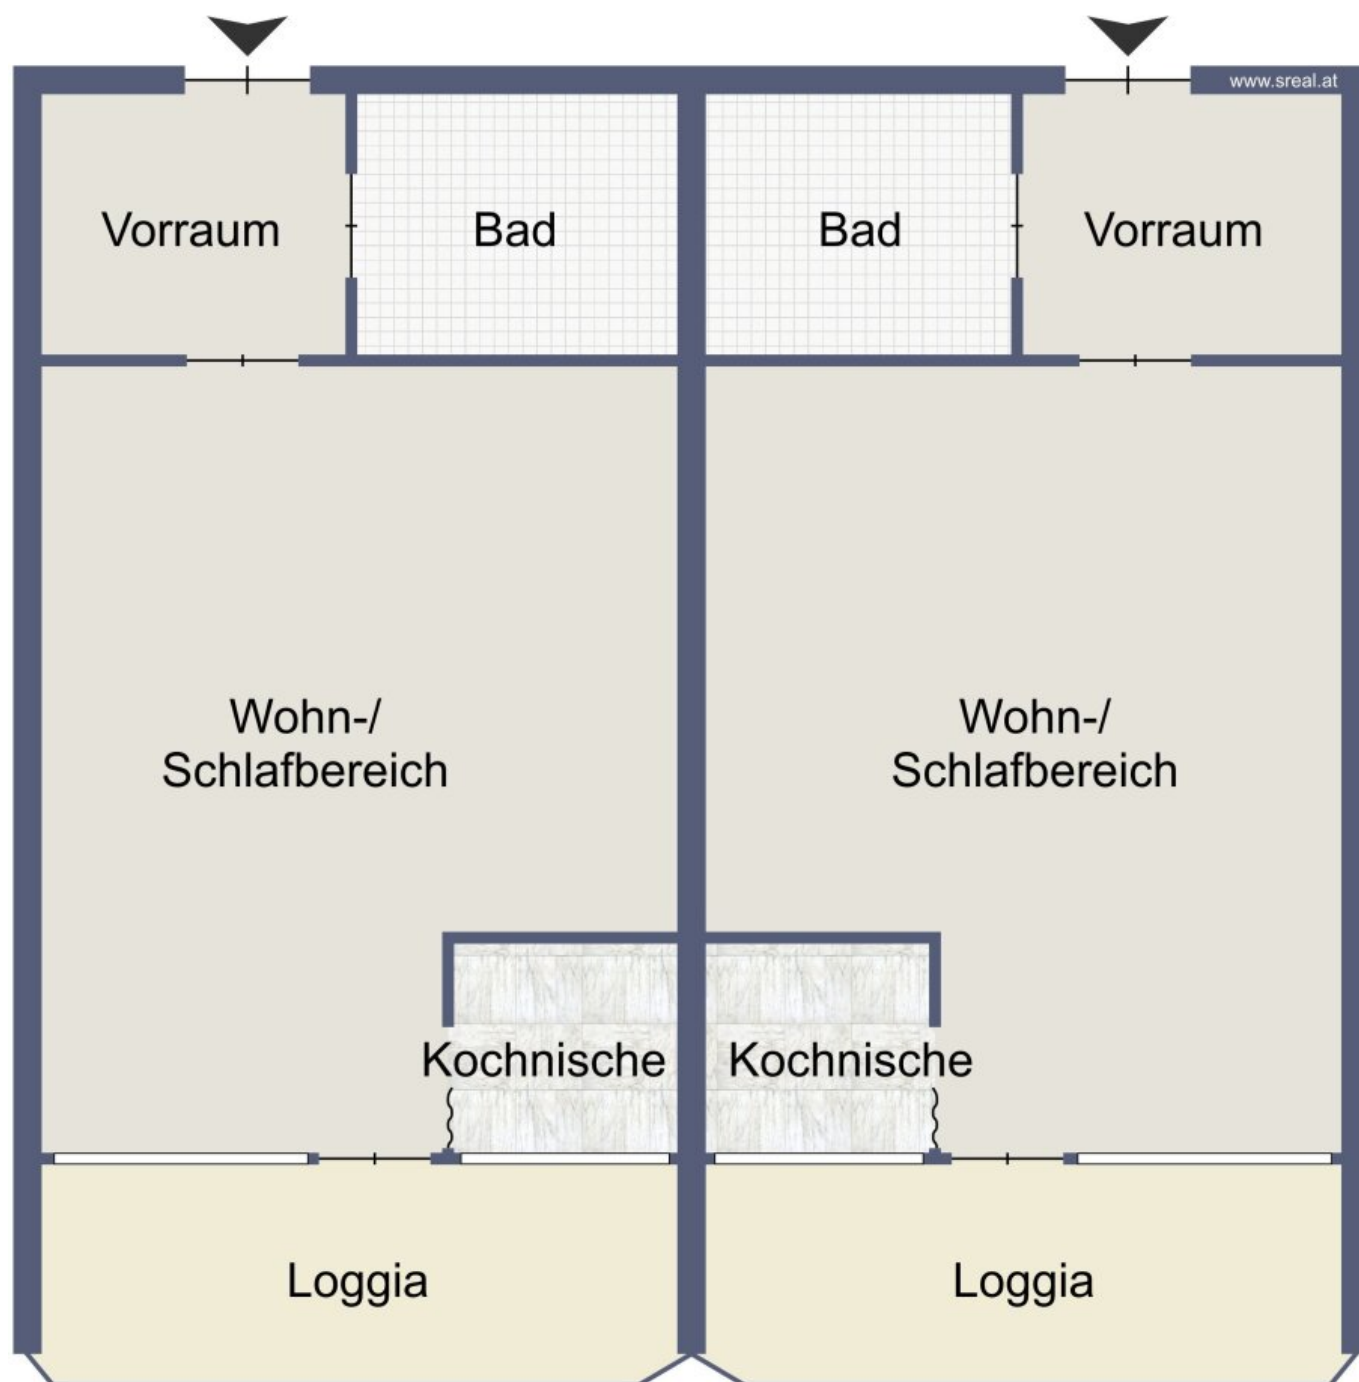 www.sreal.at
Vorraum
Bad
Bad
Vorraum
Wohn-/
Schlafbereich
Wohn-/
Schlafbereich
Kochnische
Kochnische
Loggia
Loggia